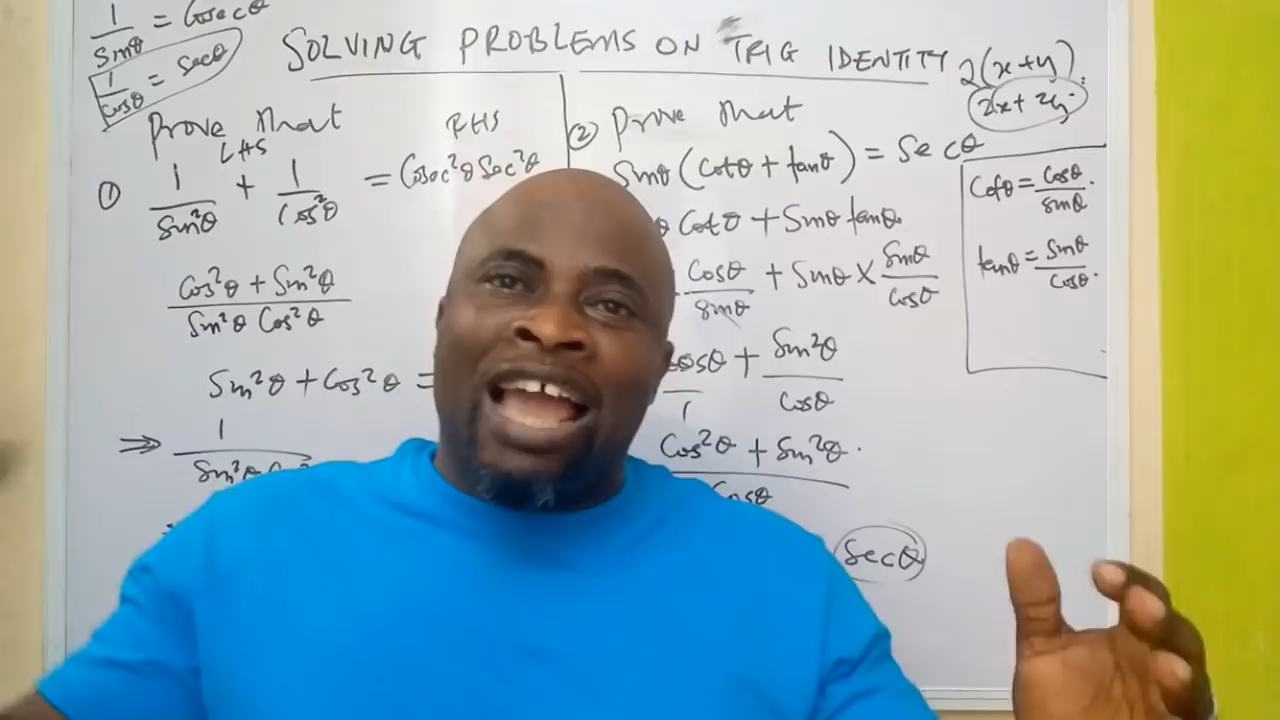 1/sinθ = Cosecθ
1/cosθ = secθ
SOLVING PROBLEMS ON TRIG IDENTITY
2(x+y).
2x+2y.
Prove that
LHS
RHS
① 1/Sin²θ + 1/Cos²θ = Cosec²θ Sec²θ
Cos²θ + Sin²θ / Sin²θ Cos²θ
Sin²θ + Cos²θ =
⇒ 1 / Sin²θ
② Prove that
Sinθ (Cotθ + tanθ) = Secθ
Cotθ + Sinθ tanθ
Cosθ/sinθ + Sinθ × Sinθ/Cosθ
Cosθ/1 + Sin²θ/Cosθ
Cos²θ + Sin²θ. / Cosθ
Secθ
Cotθ = Cosθ/sinθ.
tanθ = Sinθ/Cosθ.